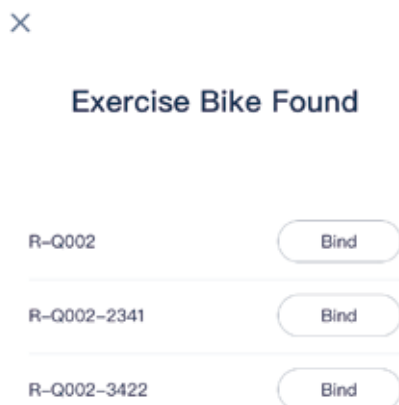 Exercise Bike Found
R-Q002 Bind
R-Q002-2341 Bind
R-Q002-3422 Bind